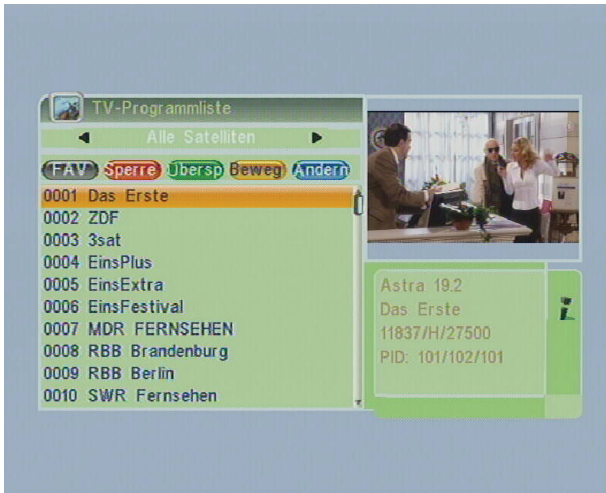 TV-Programmliste
Alle Satelliten
FAV Sperre Übersp Beweg Ändern
0001 Das Erste
0002 ZDF
0003 3sat
0004 EinsPlus
0005 EinsExtra
0006 EinsFestival
0007 MDR FERNSEHEN
0008 RBB Brandenburg
0009 RBB Berlin
0010 SWR Fernsehen
Astra 19.2
Das Erste
11837/H/27500
PID: 101/102/101
i